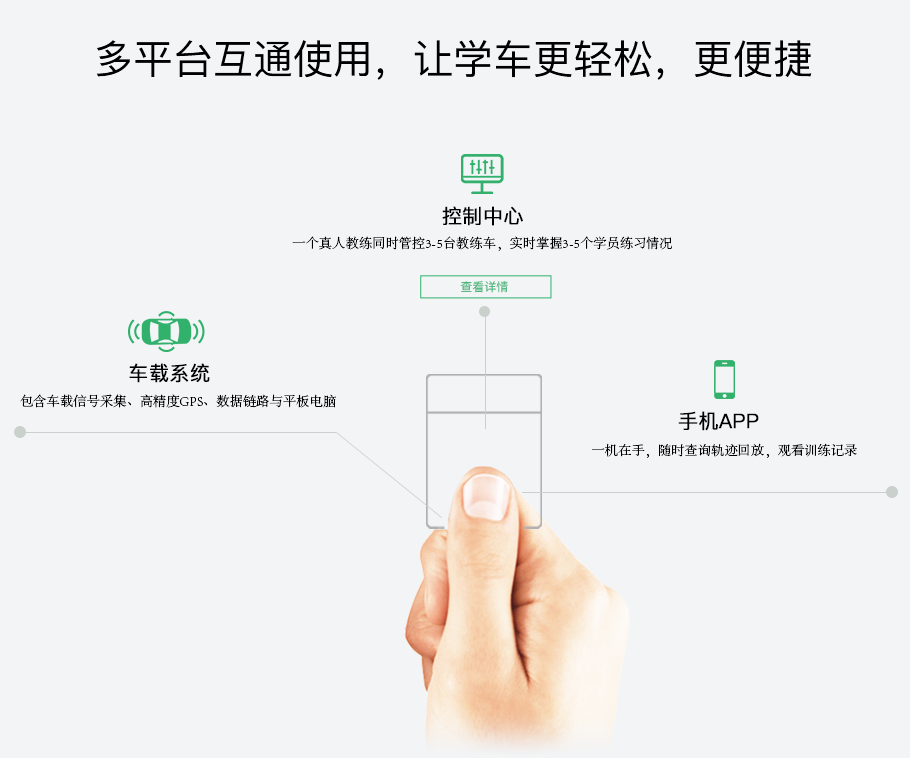 多平台互通使用，让学车更轻松，更便捷
控制中心
一个真人教练同时管控3-5台教练车，实时掌握3-5个学员练习情况
查看详情
车载系统
包含车载信号采集、高精度GPS、数据链路与平板电脑
手机APP
一机在手，随时查询轨迹回放，观看训练记录